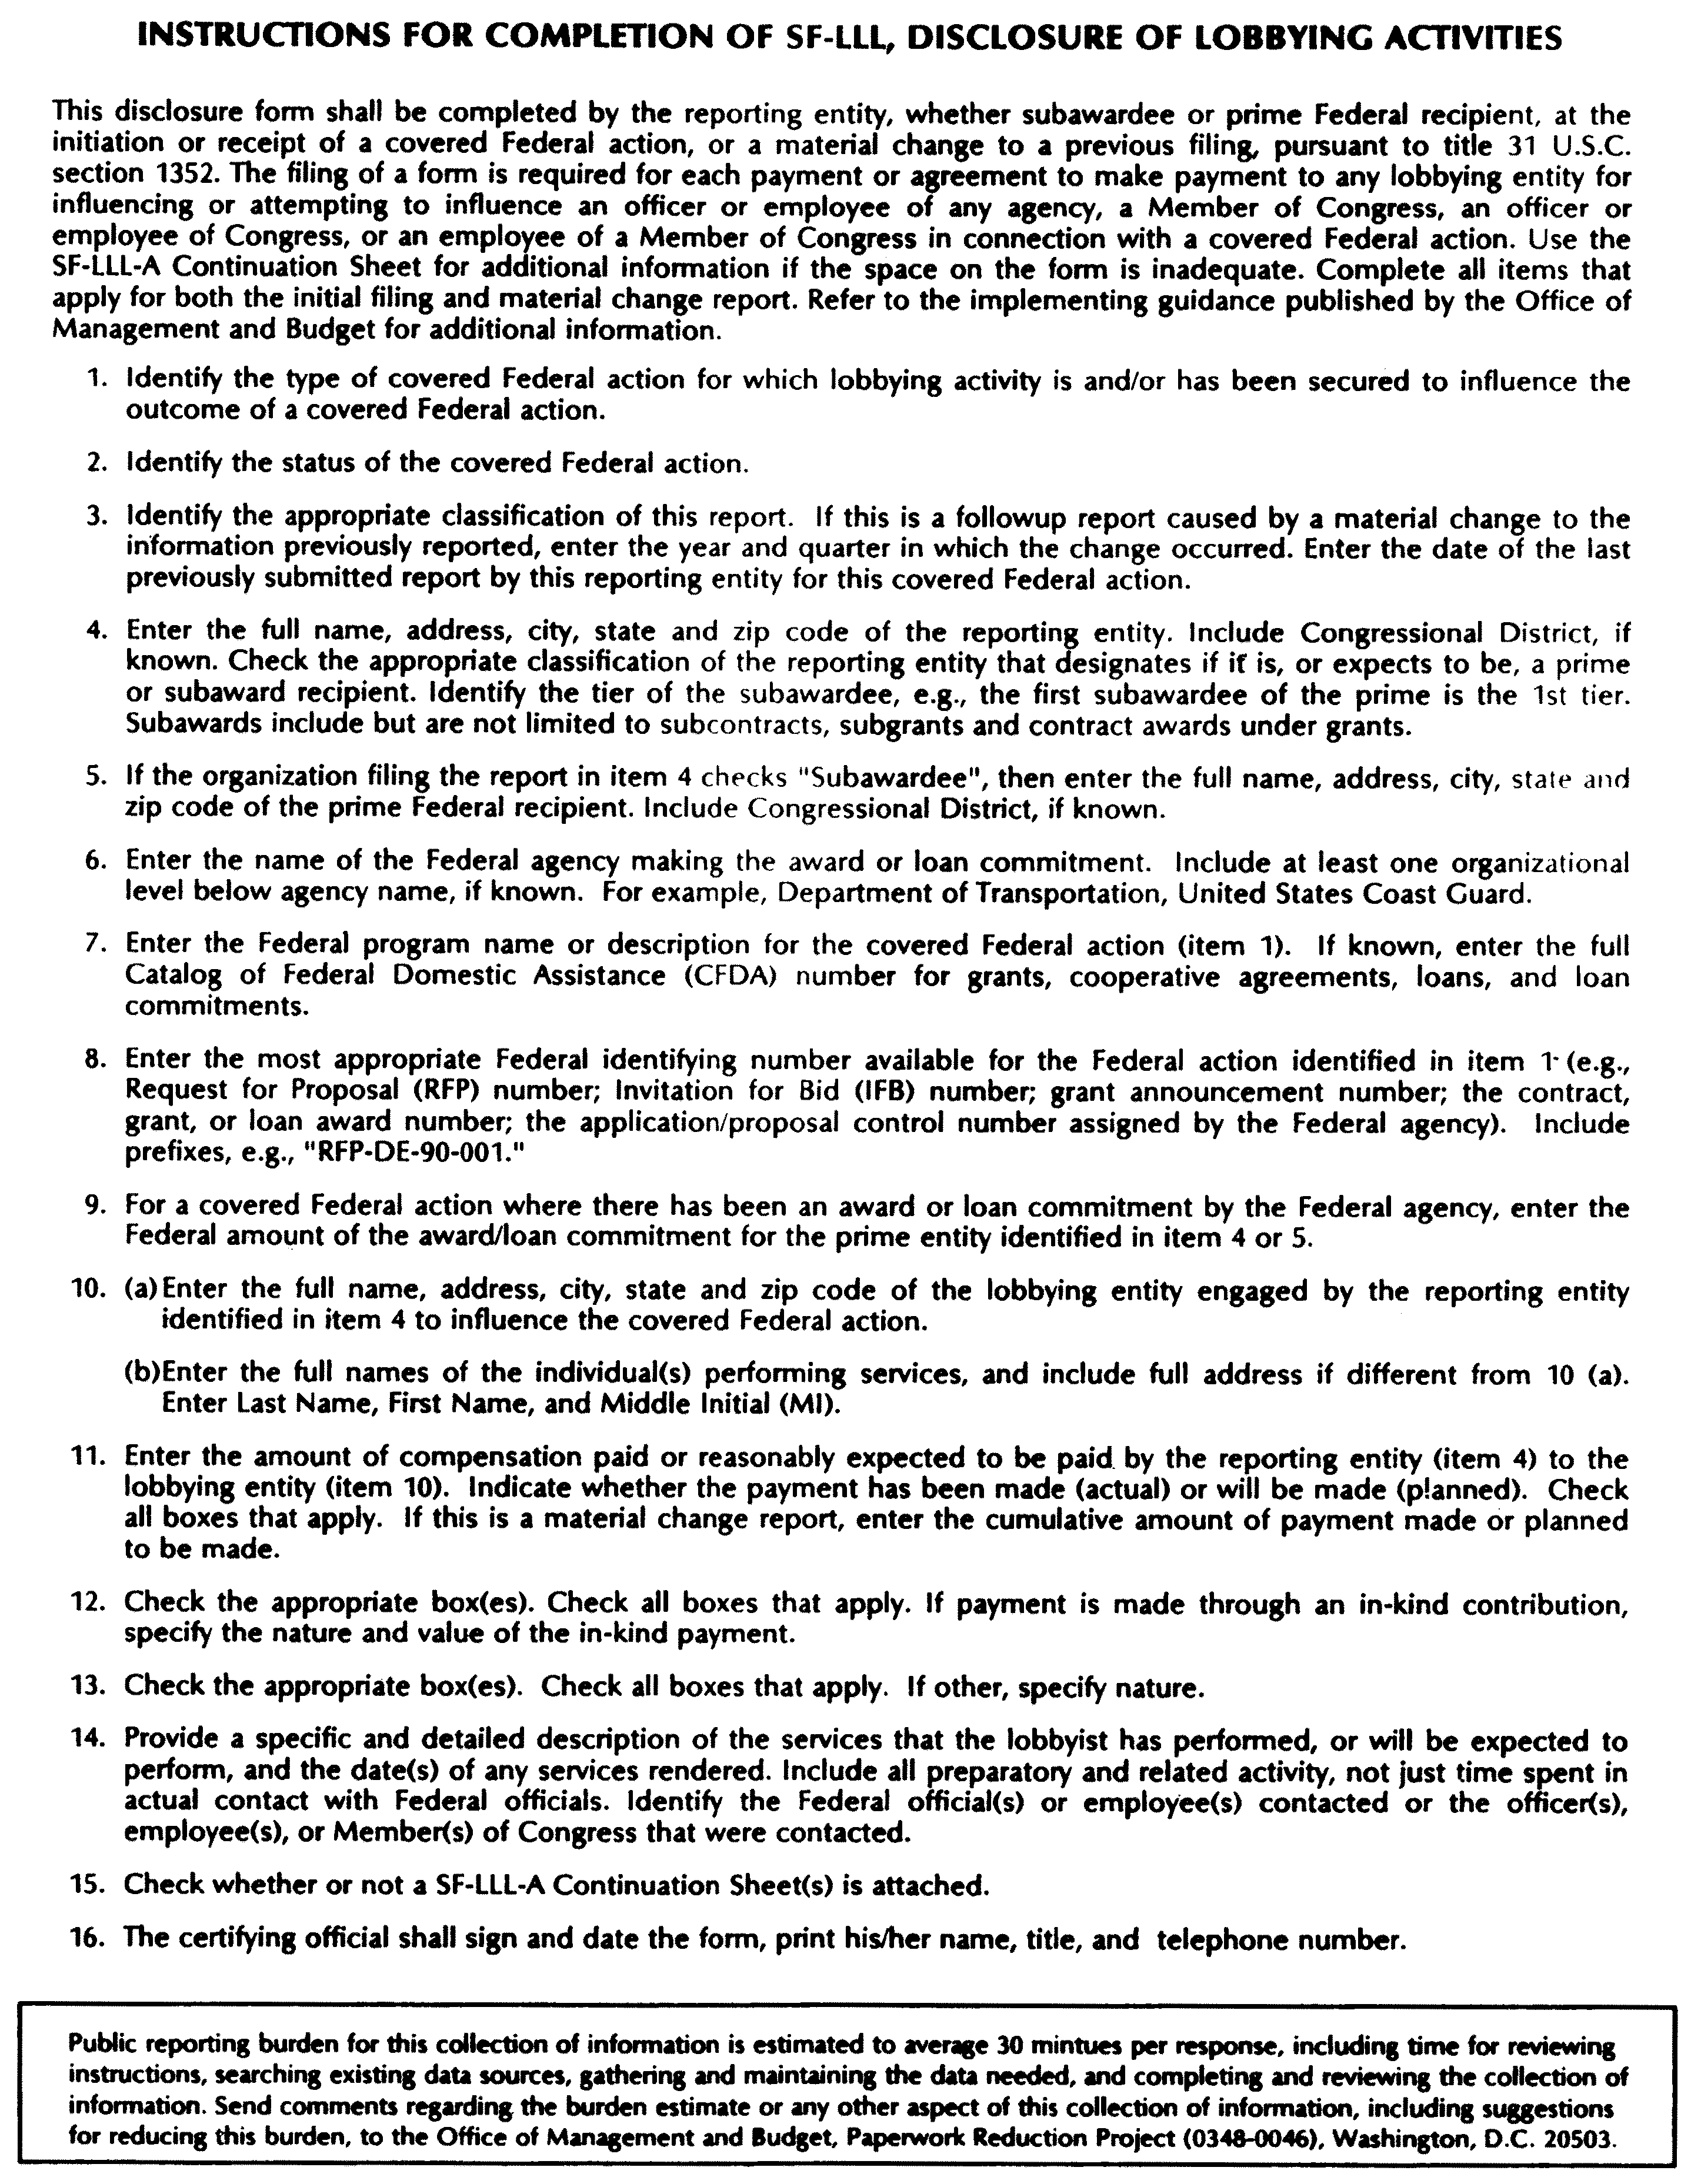 INSTRUCTIONS FOR COMPLETION OF SF-LLL, DISCLOSURE OF LOBBYING ACTIVITIES
This disclosure form shall be completed by the reporting entity, whether subawardee or prime Federal recipient, at the
initiation or receipt of a covered Federal action, or a material change to a previous filing, pursuant to title 31 U.S.C.
section 1352. The filing of a form is required for each payment or agreement to make payment to any lobbying entity for
influencing or attempting to influence an officer or employee of any agency, a Member of Congress, an officer or
employee of Congress, or an employee of a Member of Congress in connection with a covered Federal action. Use the
SF-LLL-A Continuation Sheet for additional information if the space on the form is inadequate. Complete all items that
apply for both the initial filing and material change report. Refer to the implementing guidance published by the Office of
Management and Budget for additional information.
1. Identify the type of covered Federal action for which lobbying activity is and/or has been secured to influence the
outcome of a covered Federal action.
2. Identify the status of the covered Federal action.
3. Identify the appropriate classification of this report. If this is a followup report caused by a material change to the
information previously reported, enter the year and quarter in which the change occurred. Enter the date of the last
previously submitted report by this reporting entity for this covered Federal action.
4. Enter the full name, address, city, state and zip code of the reporting entity. Include Congressional District, if
known. Check the appropriate classification of the reporting entity that designates if it is, or expects to be, a prime
or subaward recipient. Identify the tier of the subawardee, e.g., the first subawardee of the prime is the 1st tier.
Subawards include but are not limited to subcontracts, subgrants and contract awards under grants.
5. If the organization filing the report in item 4 checks "Subawardee", then enter the full name, address, city, state and
zip code of the prime Federal recipient. Include Congressional District, if known.
6. Enter the name of the Federal agency making the award or loan commitment. Include at least one organizational
level below agency name, if known. For example, Department of Transportation, United States Coast Guard.
7. Enter the Federal program name or description for the covered Federal action (item 1). If known, enter the full
Catalog of Federal Domestic Assistance (CFDA) number for grants, cooperative agreements, loans, and loan
commitments.
8. Enter the most appropriate Federal identifying number available for the Federal action identified in item 1 (e.g.,
Request for Proposal (RFP) number; Invitation for Bid (IFB) number; grant announcement number; the contract,
grant, or loan award number; the application/proposal control number assigned by the Federal agency). Include
prefixes, e.g., "RFP-DE-90-001."
9. For a covered Federal action where there has been an award or loan commitment by the Federal agency, enter the
Federal amount of the award/loan commitment for the prime entity identified in item 4 or 5.
10. (a) Enter the full name, address, city, state and zip code of the lobbying entity engaged by the reporting entity
identified in item 4 to influence the covered Federal action.
(b) Enter the full names of the individual(s) performing services, and include full address if different from 10 (a).
Enter Last Name, First Name, and Middle Initial (MI).
11. Enter the amount of compensation paid or reasonably expected to be paid by the reporting entity (item 4) to the
lobbying entity (item 10). Indicate whether the payment has been made (actual) or will be made (planned). Check
all boxes that apply. If this is a material change report, enter the cumulative amount of payment made or planned
to be made.
12. Check the appropriate box(es). Check all boxes that apply. If payment is made through an in-kind contribution,
specify the nature and value of the in-kind payment.
13. Check the appropriate box(es). Check all boxes that apply. If other, specify nature.
14. Provide a specific and detailed description of the services that the lobbyist has performed, or will be expected to
perform, and the date(s) of any services rendered. Include all preparatory and related activity, not just time spent in
actual contact with Federal officials. Identify the Federal official(s) or employee(s) contacted or the officer(s),
employee(s), or Member(s) of Congress that were contacted.
15. Check whether or not a SF-LLL-A Continuation Sheet(s) is attached.
16. The certifying official shall sign and date the form, print his/her name, title, and telephone number.
Public reporting burden for this collection of information is estimated to average 30 mintues per response, including time for reviewing
instructions, searching existing data sources, gathering and maintaining the data needed, and completing and reviewing the collection of
information. Send comments regarding the burden estimate or any other aspect of this collection of information, including suggestions
for reducing this burden, to the Office of Management and Budget, Paperwork Reduction Project (0348-0046), Washington, D.C. 20503.